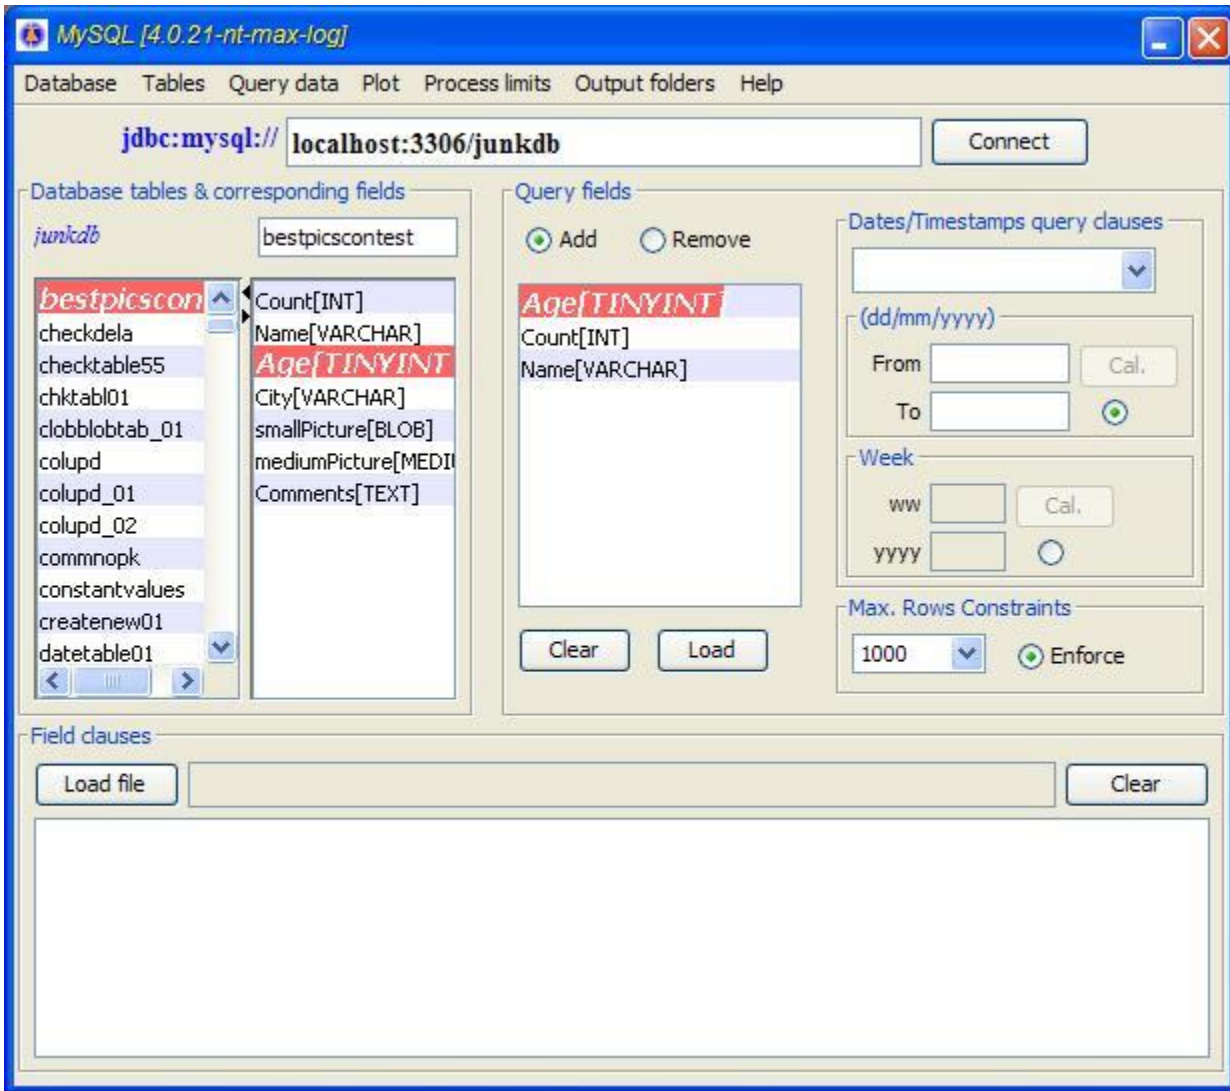 MySQL [4.0.21-nt-max-log]
Database Tables Query data Plot Process limits Output folders Help
jdbc:mysql:// localhost:3306/junkdb Connect
Database tables & corresponding fields
junkdb bestpicscontest
bestpicscon
checkdela
checktable55
chktabl01
clobblobtab_01
colupd
colupd_01
colupd_02
commnopk
constantvalues
createnew01
datetable01
Count[INT]
Name[VARCHAR]
Age[TINYINT
City[VARCHAR]
smallPicture[BLOB]
mediumPicture[MEDIU
Comments[TEXT]
Query fields
Add Remove
Age[TINYINT]
Count[INT]
Name[VARCHAR]
Clear Load
Dates/Timestamps query clauses
(dd/mm/yyyy)
From Cal.
To
Week
ww Cal.
yyyy
Max. Rows Constraints
1000 Enforce
Field clauses
Load file Clear